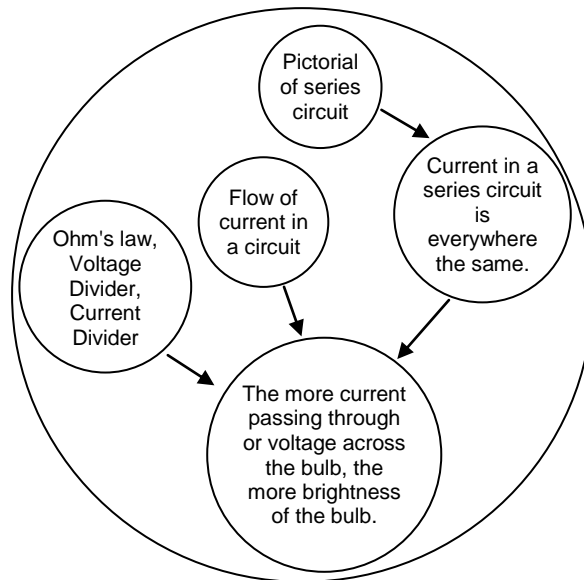 Pictorial
of series
circuit
Current in a
series circuit
is
everywhere
the same.
Flow of
current in
a circuit
Ohm's law,
Voltage
Divider,
Current
Divider
The more current
passing through
or voltage across
the bulb, the
more brightness
of the bulb.